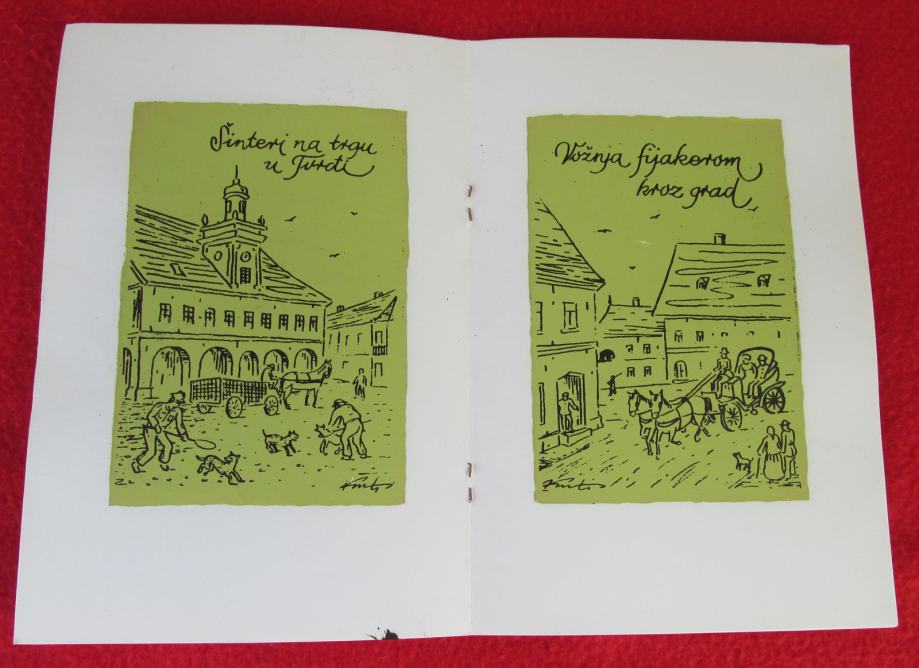 Šinteri na trgu
u Tvrđi
Vožnja fijakerom
kroz grad